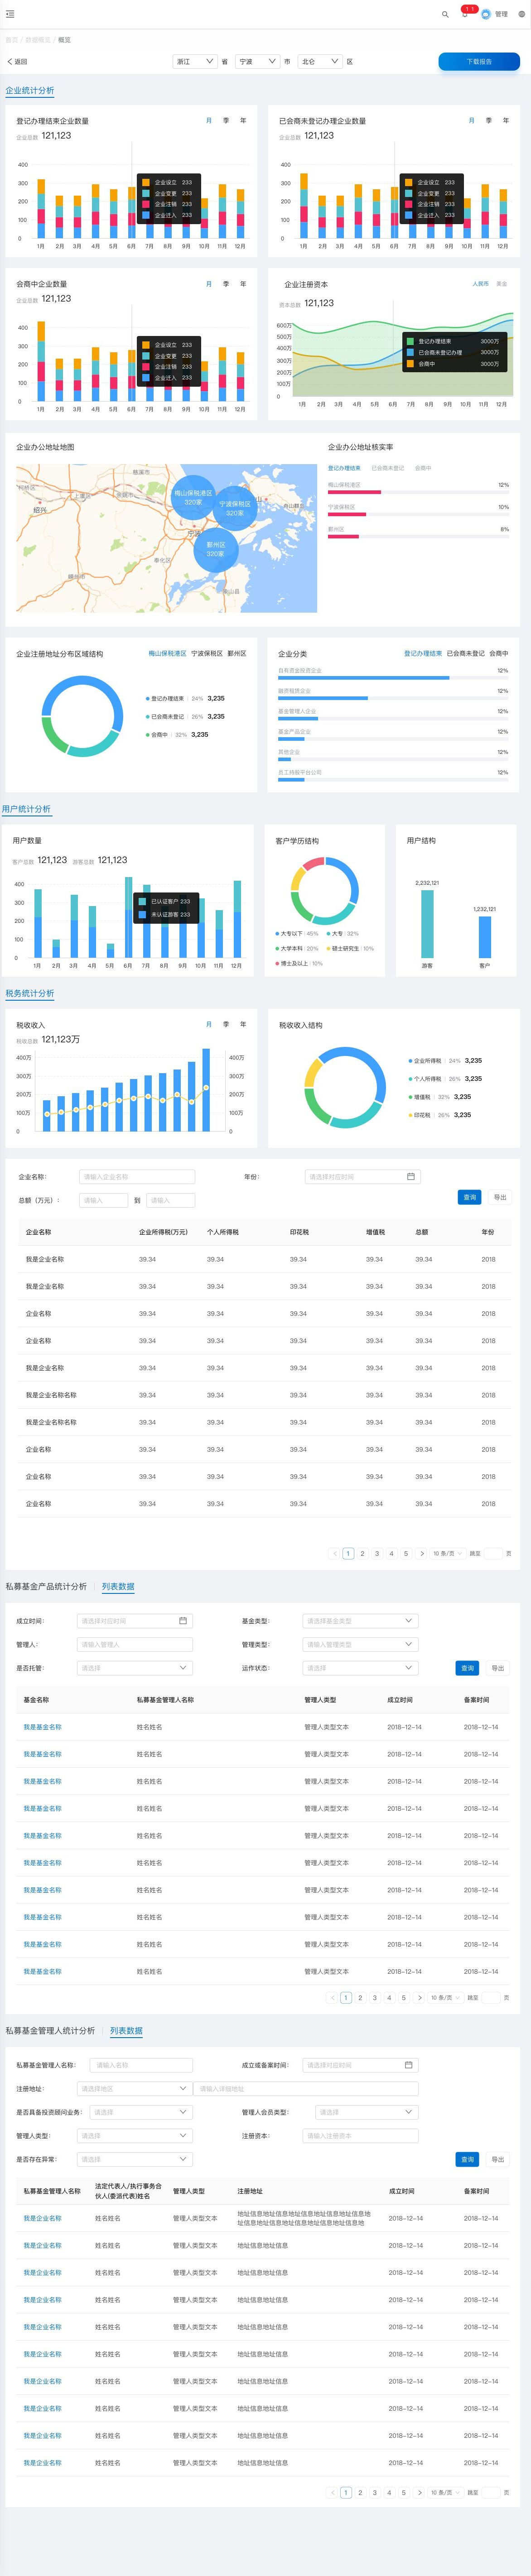 11
管理
首页 / 数据概览 / 概览
返回
浙江 省 宁波 市 北仑 区
下载报告
企业统计分析
登记办理结束企业数量 月 季 年
企业总数 121,123
400
300
200
100
0
企业设立 233
企业变更 233
企业注销 233
企业迁入 233
1月 2月 3月 4月 5月 6月 7月 8月 9月 10月 11月 12月
已会商未登记办理企业数量 月 季 年
企业总数 121,123
400
300
200
100
0
企业设立 233
企业变更 233
企业注销 233
企业迁入 233
1月 2月 3月 4月 5月 6月 7月 8月 9月 10月 11月 12月
会商中企业数量 月 季 年
企业总数 121,123
400
300
200
100
0
企业设立 233
企业变更 233
企业注销 233
企业迁入 233
1月 2月 3月 4月 5月 6月 7月 8月 9月 10月 11月 12月
企业注册资本 人民币 美金
资本总数 121,123
600万
500万
400万
300万
200万
100万
0
登记办理结束 3000万
已会商未登记办理 3000万
会商中 3000万
1月 2月 3月 4月 5月 6月 7月 8月 9月 10月 11月 12月
企业办公地址地图
慈溪市
柯桥区
上虞区
余姚市
绍兴
梅山保税港区
320家
宁波保税区
320家
舟山群岛
宁波
鄞州区
320家
奉化区
嵊州市
象山县
企业办公地址核实率
登记办理结束 已会商未登记 会商中
梅山保税港区 12%
宁波保税区 10%
鄞州区 8%
企业注册地址分布区域结构 梅山保税港区 宁波保税区 鄞州区
登记办理结束 | 24% 3,235
已会商未登记 | 26% 3,235
会商中 | 32% 3,235
企业分类 登记办理结束 已会商未登记 会商中
自有资金投资企业 12%
融资租赁企业 12%
基金管理人企业 12%
基金产品企业 12%
其他企业 12%
员工持股平台公司 12%
用户统计分析
用户数量
客户总数 121,123 游客总数 121,123
400
300
200
100
0
已认证客户 233
未认证游客 233
1月 2月 3月 4月 5月 6月 7月 8月 9月 10月 11月 12月
客户学历结构
大专以下 | 45% 大专 | 32%
大学本科 | 20% 硕士研究生 | 10%
博士及以上 | 10%
用户结构
2,232,121
1,232,121
游客 客户
税务统计分析
税收收入 月 季 年
税收总数 121,123万
400万 400万
300万 300万
200万 200万
100万 100万
0 0
税收收入结构
企业所得税 | 24% 3,235
个人所得税 | 26% 3,235
增值税 | 32% 3,235
印花税 | 26% 3,235
企业名称: 请输入企业名称 年份: 请选择对应时间
总额（万元）: 请输入 到 请输入 查询 导出
企业名称 企业所得税(万元) 个人所得税 印花税 增值税 总额 年份
我是企业名称 39.34 39.34 39.34 39.34 39.34 2018
我是企业名称 39.34 39.34 39.34 39.34 39.34 2018
企业名称 39.34 39.34 39.34 39.34 39.34 2018
企业名称 39.34 39.34 39.34 39.34 39.34 2018
我是企业名称 39.34 39.34 39.34 39.34 39.34 2018
我是企业名称名称 39.34 39.34 39.34 39.34 39.34 2018
我是企业名称名称 39.34 39.34 39.34 39.34 39.34 2018
企业名称 39.34 39.34 39.34 39.34 39.34 2018
企业名称 39.34 39.34 39.34 39.34 39.34 2018
企业名称 39.34 39.34 39.34 39.34 39.34 2018
1 2 3 4 5 10 条/页 跳至 页
私募基金产品统计分析 列表数据
成立时间: 请选择对应时间 基金类型: 请选择基金类型
管理人: 请输入管理人 管理类型: 请输入管理类型
是否托管: 请选择 运作状态: 请选择 查询 导出
基金名称 私募基金管理人名称 管理人类型 成立时间 备案时间
我是基金名称 姓名姓名 管理人类型文本 2018-12-14 2018-12-14
我是基金名称 姓名姓名 管理人类型文本 2018-12-14 2018-12-14
我是基金名称 姓名姓名 管理人类型文本 2018-12-14 2018-12-14
我是基金名称 姓名姓名 管理人类型文本 2018-12-14 2018-12-14
我是基金名称 姓名姓名 管理人类型文本 2018-12-14 2018-12-14
我是基金名称 姓名姓名 管理人类型文本 2018-12-14 2018-12-14
我是基金名称 姓名姓名 管理人类型文本 2018-12-14 2018-12-14
我是基金名称 姓名姓名 管理人类型文本 2018-12-14 2018-12-14
我是基金名称 姓名姓名 管理人类型文本 2018-12-14 2018-12-14
我是基金名称 姓名姓名 管理人类型文本 2018-12-14 2018-12-14
1 2 3 4 5 10 条/页 跳至 页
私募基金管理人统计分析 列表数据
私募基金管理人名称: 请输入名称 成立或备案时间: 请选择对应时间
注册地址: 请选择地区 请输入详细地址
是否具备投资顾问业务: 请选择 管理人会员类型: 请选择
管理人类型: 请选择 注册资本: 请输入注册资本
是否存在异常: 请选择 查询 导出
私募基金管理人名称 法定代表人/执行事务合 管理人类型 注册地址 成立时间 备案时间
伙人(委派代表)姓名
我是企业名称 姓名姓名 管理人类型文本 地址信息地址信息地址信息地址信息地址信息地 2018-12-14 2018-12-14
址信息地址信息地址信息地址信息地址信息地
我是企业名称 姓名姓名 管理人类型文本 地址信息地址信息 2018-12-14 2018-12-14
我是企业名称 姓名姓名 管理人类型文本 地址信息地址信息 2018-12-14 2018-12-14
我是企业名称 姓名姓名 管理人类型文本 地址信息地址信息 2018-12-14 2018-12-14
我是企业名称 姓名姓名 管理人类型文本 地址信息地址信息 2018-12-14 2018-12-14
我是企业名称 姓名姓名 管理人类型文本 地址信息地址信息 2018-12-14 2018-12-14
我是企业名称 姓名姓名 管理人类型文本 地址信息地址信息 2018-12-14 2018-12-14
我是企业名称 姓名姓名 管理人类型文本 地址信息地址信息 2018-12-14 2018-12-14
我是企业名称 姓名姓名 管理人类型文本 地址信息地址信息 2018-12-14 2018-12-14
我是企业名称 姓名姓名 管理人类型文本 地址信息地址信息 2018-12-14 2018-12-14
1 2 3 4 5 10 条/页 跳至 页